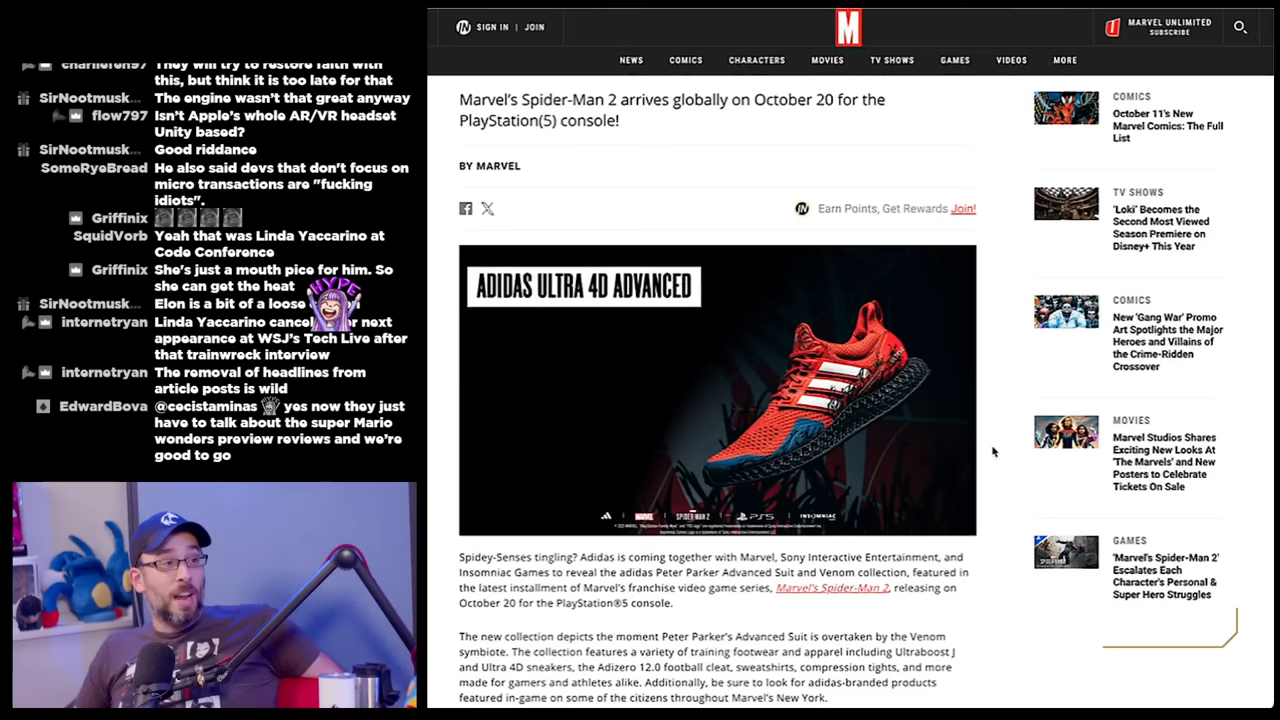 charlieron97 They will try to restore faith with
this, but think it is too late for that
SirNootmusk... The engine wasn't that great anyway
flow797 Isn't Apple's whole AR/VR headset
Unity based?
SirNootmusk... Good riddance
SomeRyeBread He also said devs that don't focus on
micro transactions are "fucking
idiots".
Griffinix
SquidVorb Yeah that was Linda Yaccarino at
Code Conference
Griffinix She's just a mouth pice for him. So
she can get the heat
SirNootmusk... Elon is a bit of a loose
internetryan Linda Yaccarino cancel r next
appearance at WSJ's Tech Live after
that trainwreck interview
internetryan The removal of headlines from
article posts is wild
EdwardBova @cecistaminas yes now they just
have to talk about the super Mario
wonders preview reviews and we're
good to go
HYPE
IN SIGN IN | JOIN
M
MARVEL UNLIMITED
SUBSCRIBE
NEWS COMICS CHARACTERS MOVIES TV SHOWS GAMES VIDEOS MORE
Marvel's Spider-Man 2 arrives globally on October 20 for the
PlayStation(5) console!
BY MARVEL
IN Earn Points, Get Rewards Join!
ADIDAS ULTRA 4D ADVANCED
MARVEL SPIDER-MAN 2 PS5 INSOMNIAC
Spidey-Senses tingling? Adidas is coming together with Marvel, Sony Interactive Entertainment, and
Insomniac Games to reveal the adidas Peter Parker Advanced Suit and Venom collection, featured in
the latest installment of Marvel's franchise video game series, Marvel's Spider-Man 2, releasing on
October 20 for the PlayStation®5 console.
The new collection depicts the moment Peter Parker's Advanced Suit is overtaken by the Venom
symbiote. The collection features a variety of training footwear and apparel including Ultraboost J
and Ultra 4D sneakers, the Adizero 12.0 football cleat, sweatshirts, compression tights, and more
made for gamers and athletes alike. Additionally, be sure to look for adidas-branded products
featured in-game on some of the citizens throughout Marvel's New York.
COMICS
October 11's New
Marvel Comics: The Full
List
TV SHOWS
'Loki' Becomes the
Second Most Viewed
Season Premiere on
Disney+ This Year
COMICS
New 'Gang War' Promo
Art Spotlights the Major
Heroes and Villains of
the Crime-Ridden
Crossover
MOVIES
Marvel Studios Shares
Exciting New Looks At
'The Marvels' and New
Posters to Celebrate
Tickets On Sale
GAMES
'Marvel's Spider-Man 2'
Escalates Each
Character's Personal &
Super Hero Struggles